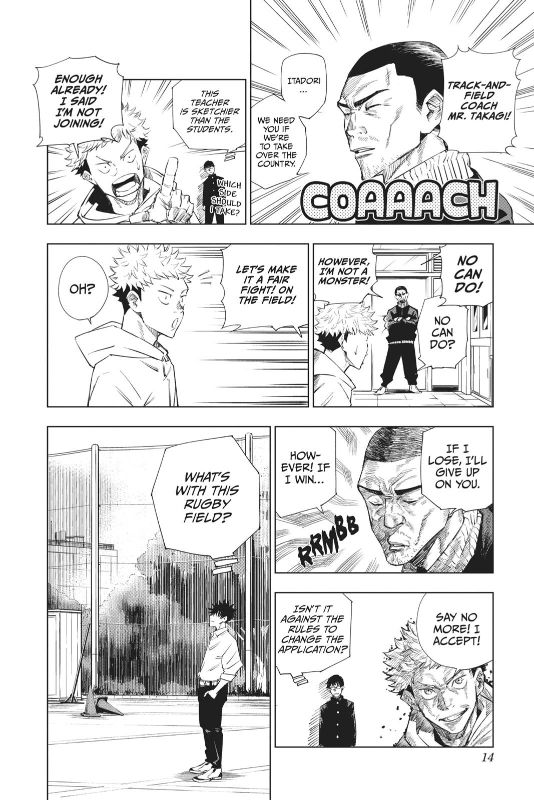 TRACK-AND-
FIELD
COACH
MR. TAKAGI!
ITADORI
...
WE NEED
YOU IF
WE'RE
TO TAKE
OVER THE
COUNTRY.
COAAAACH
THIS
TEACHER
IS SKETCHIER
THAN THE
STUDENTS.
WHICH
SIDE
SHOULD
I TAKE?
ENOUGH
ALREADY!
I SAID
I'M NOT
JOINING!
NO
CAN
DO!
NO
CAN
DO?
HOWEVER,
I'M NOT A
MONSTER!
LET'S MAKE
IT A FAIR
FIGHT! ON
THE FIELD!
OH?
IF I
LOSE, I'LL
GIVE UP
ON YOU.
HOW-
EVER! IF
I WIN...
RRMBB
SAY NO
MORE! I
ACCEPT!
ISN'T IT
AGAINST
THE RULES
TO CHANGE THE
APPLICATION?
WHAT'S
WITH THIS
RUGBY
FIELD?
14